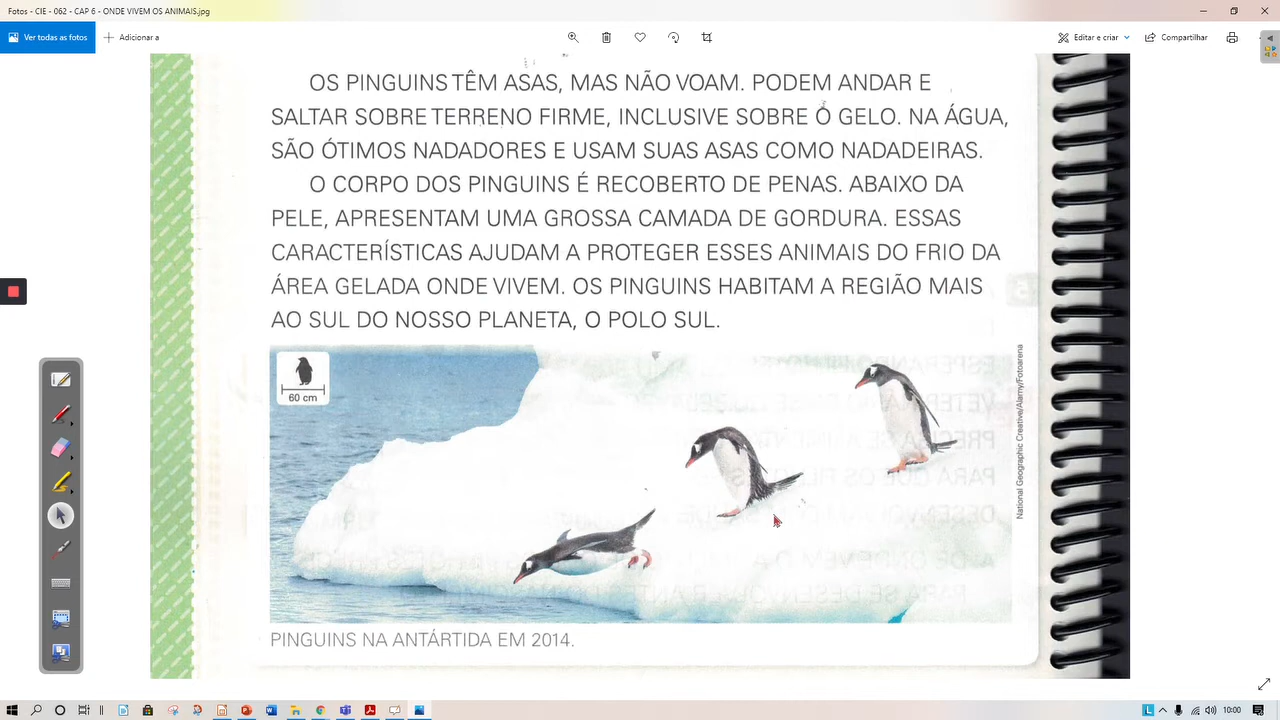 Fotos - CIE - 062 - CAP 6 - ONDE VIVEM OS ANIMAIS.jpg
Ver todas as fotos
Adicionar a
Editar e criar
Compartilhar
OS PINGUINS TÊM ASAS, MAS NÃO VOAM. PODEM ANDAR E
SALTAR SOBRE TERRENO FIRME, INCLUSIVE SOBRE O GELO. NA ÁGUA,
SÃO ÓTIMOS NADADORES E USAM SUAS ASAS COMO NADADEIRAS.
O CORPO DOS PINGUINS É RECOBERTO DE PENAS. ABAIXO DA
PELE, APRESENTAM UMA GROSSA CAMADA DE GORDURA. ESSAS
CARACTERÍSTICAS AJUDAM A PROTEGER ESSES ANIMAIS DO FRIO DA
ÁREA GELADA ONDE VIVEM. OS PINGUINS HABITAM A REGIÃO MAIS
AO SUL DO NOSSO PLANETA, O POLO SUL.
60 cm
National Geographic Creative/Alamy/Fotoarena
PINGUINS NA ANTÁRTIDA EM 2014.
10:00